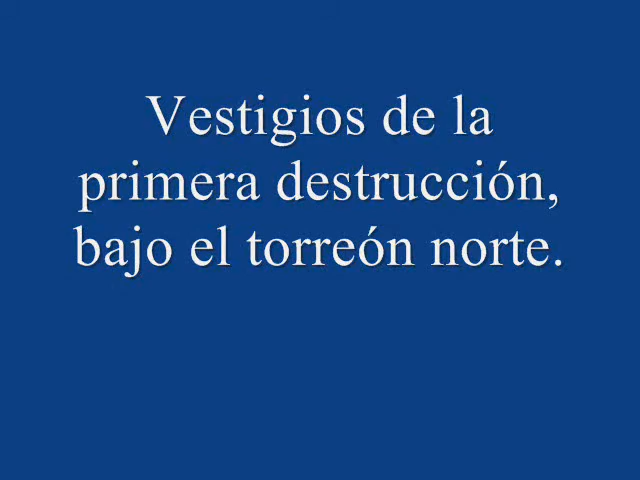 Vestigios de la
primera destrucción,
bajo el torreón norte.